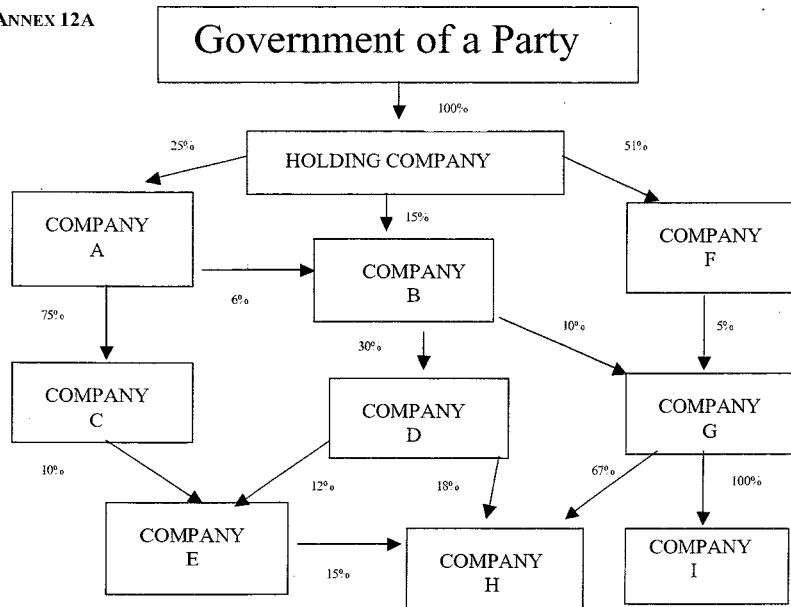 ANNEX 12A
Government of a Party
100%
25%
HOLDING COMPANY
51%
COMPANY
A
15%
COMPANY
F
6%
COMPANY
B
75%
30%
10%
5%
COMPANY
C
COMPANY
D
COMPANY
G
10%
12%
18%
67%
100%
COMPANY
E
15%
COMPANY
H
COMPANY
I